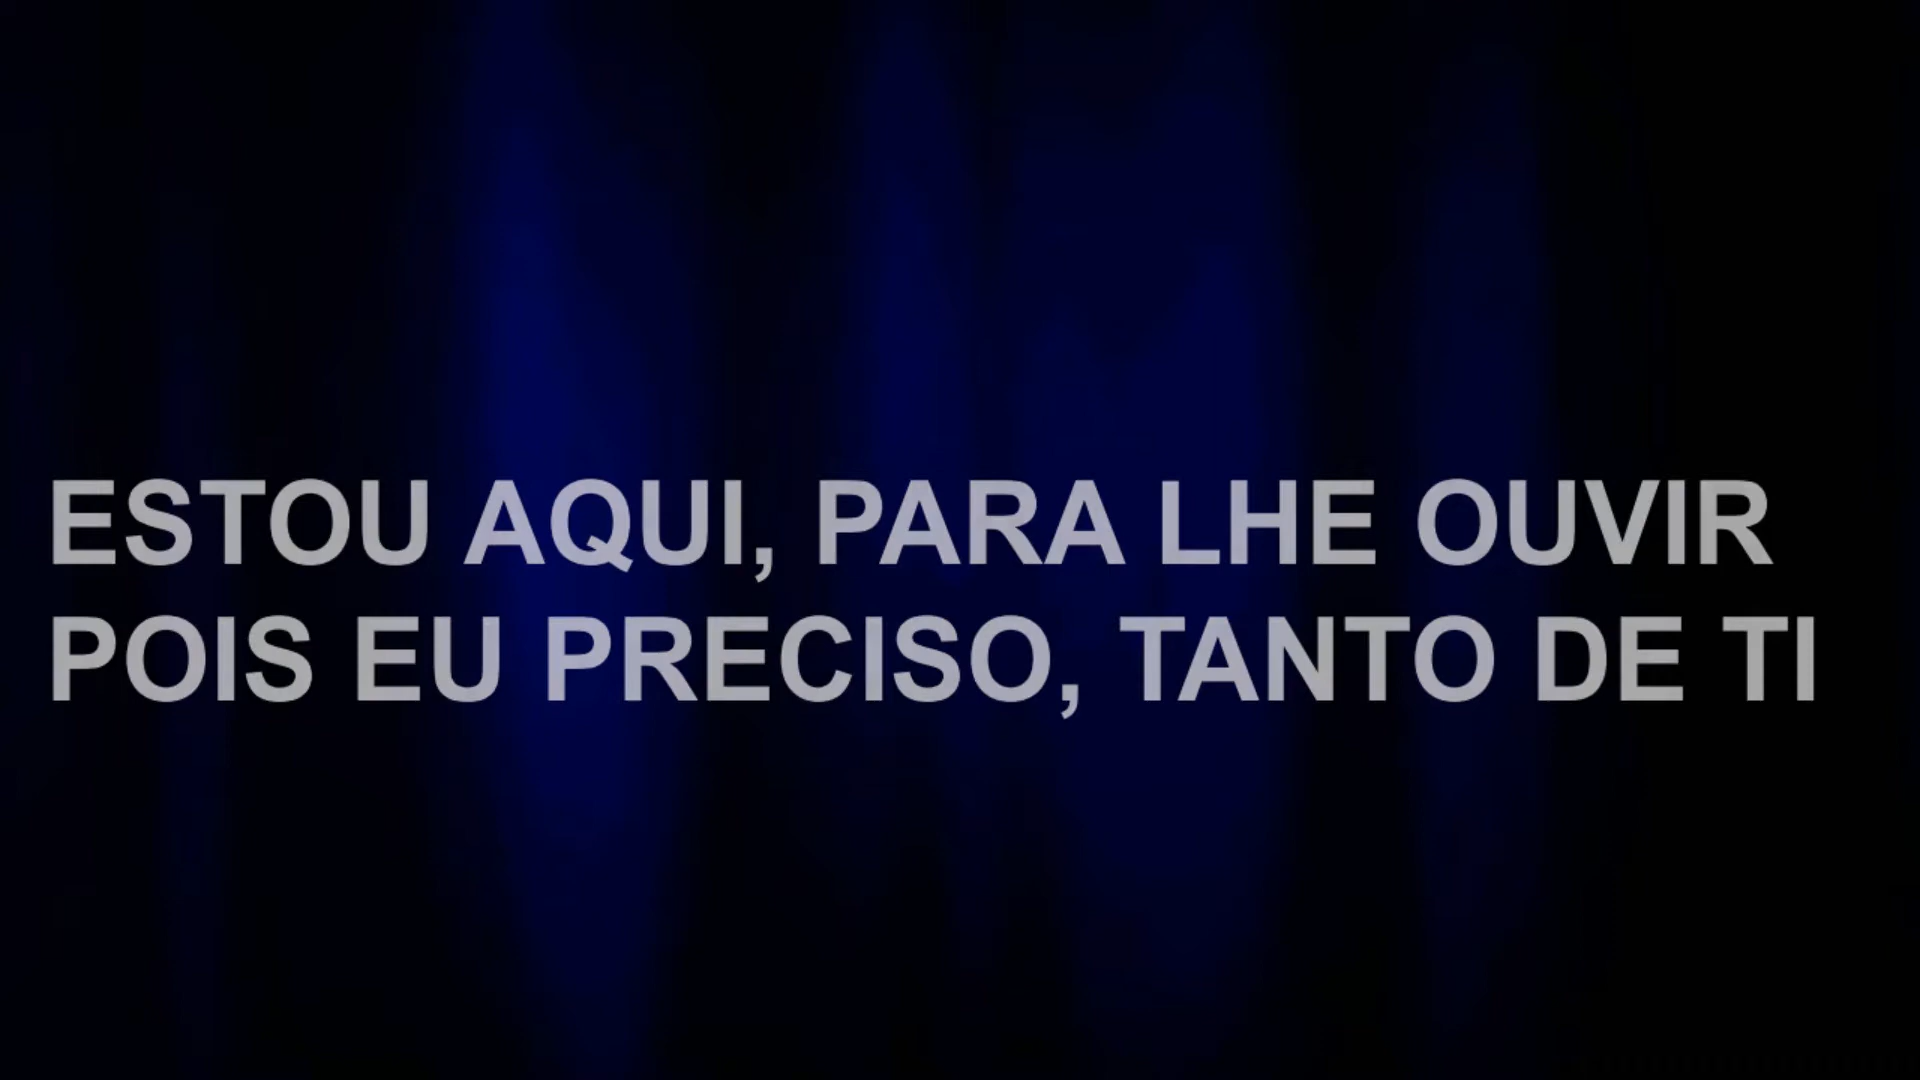 ESTOU AQUI, PARA LHE OUVIR
POIS EU PRECISO, TANTO DE TI